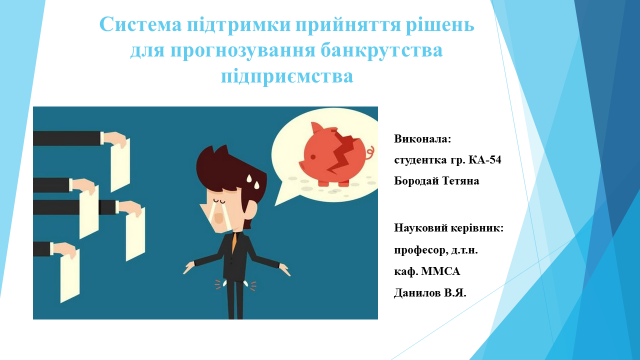 Система підтримки прийняття рішень
для прогнозування банкрутства
підприємства
Виконала:
студентка гр. КА-54
Бородай Тетяна
Науковий керівник:
професор, д.т.н.
каф. ММСА
Данилов В.Я.